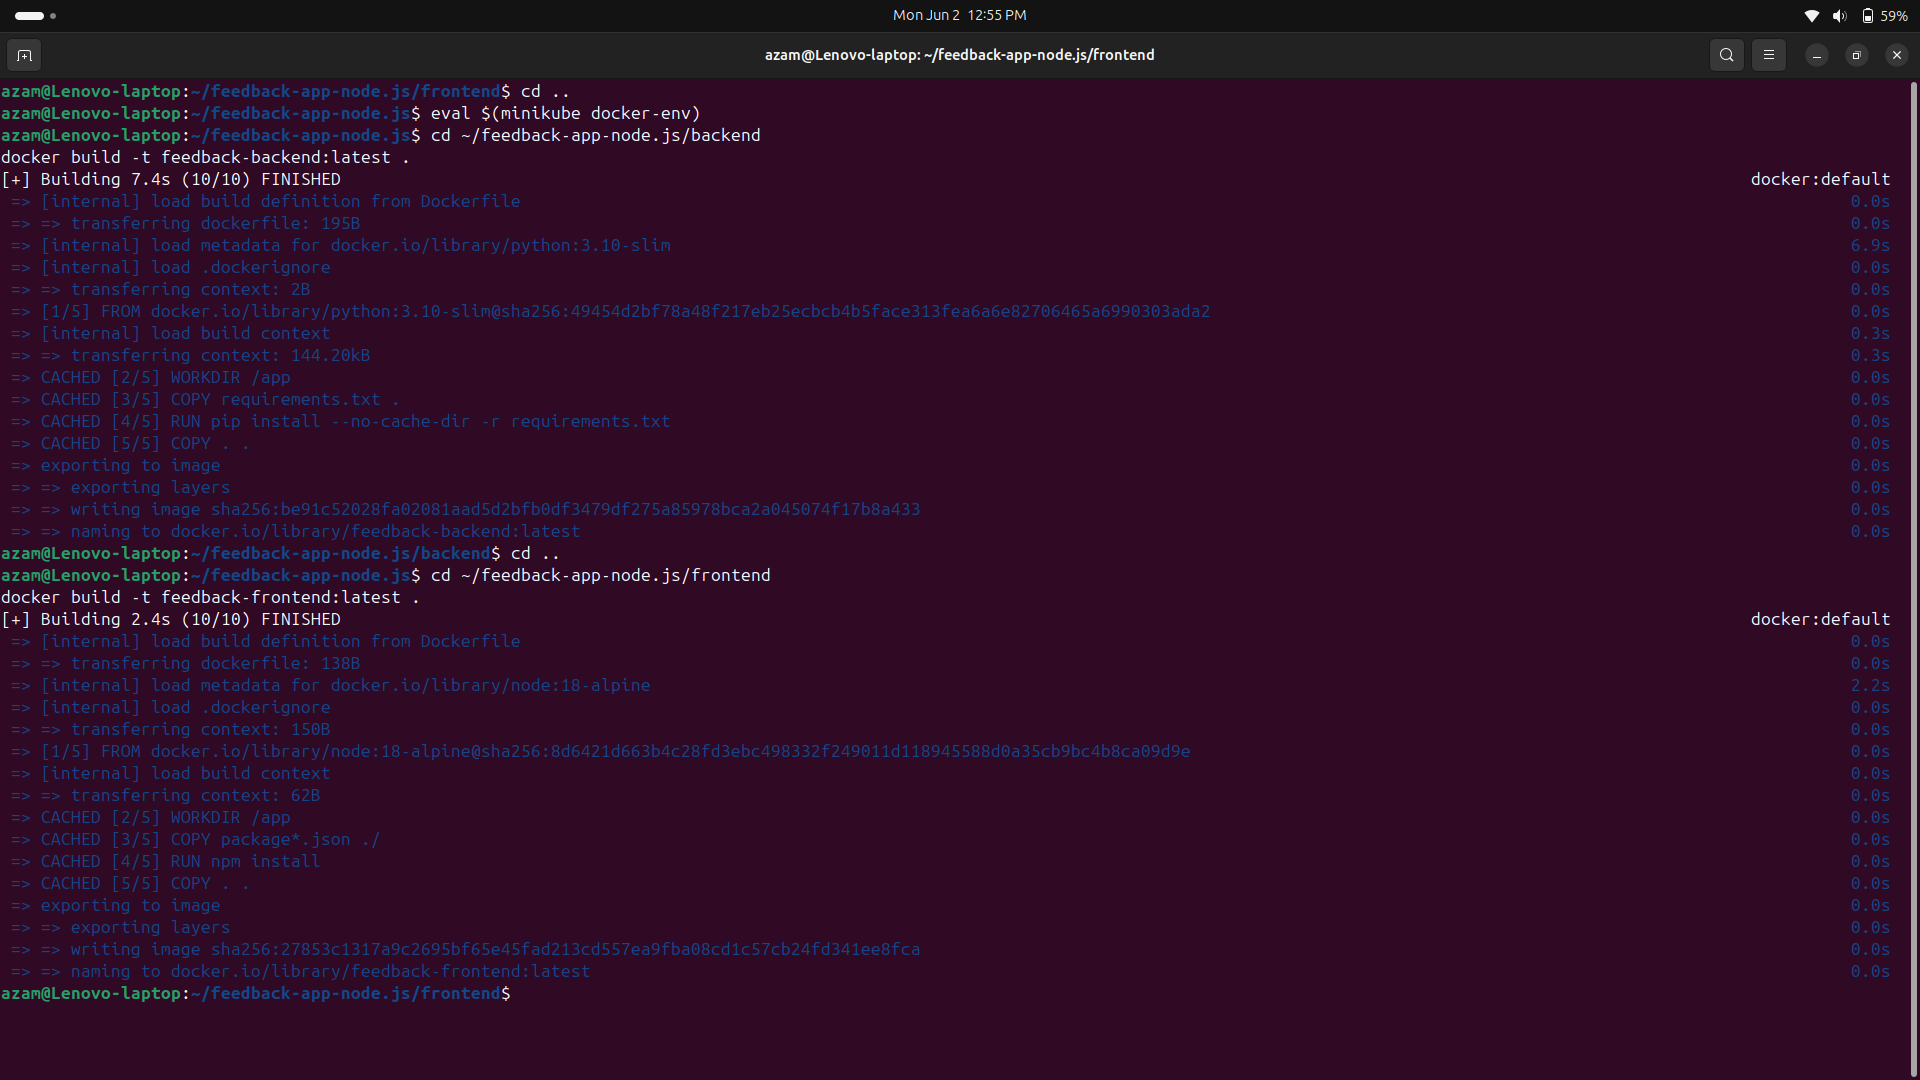 Mon Jun 2 12:55 PM
59%
azam@Lenovo-laptop: ~/feedback-app-node.js/frontend
azam@Lenovo-laptop:~/feedback-app-node.js/frontend$ cd ..
azam@Lenovo-laptop:~/feedback-app-node.js$ eval $(minikube docker-env)
azam@Lenovo-laptop:~/feedback-app-node.js$ cd ~/feedback-app-node.js/backend
docker build -t feedback-backend:latest .
[+] Building 7.4s (10/10) FINISHED docker:default
=> [internal] load build definition from Dockerfile 0.0s
=> => transferring dockerfile: 195B 0.0s
=> [internal] load metadata for docker.io/library/python:3.10-slim 6.9s
=> [internal] load .dockerignore 0.0s
=> => transferring context: 2B 0.0s
=> [1/5] FROM docker.io/library/python:3.10-slim@sha256:49454d2bf78a48f217eb25ecbcb4b5face313fea6a6e82706465a6990303ada2 0.0s
=> [internal] load build context 0.3s
=> => transferring context: 144.20kB 0.3s
=> CACHED [2/5] WORKDIR /app 0.0s
=> CACHED [3/5] COPY requirements.txt . 0.0s
=> CACHED [4/5] RUN pip install --no-cache-dir -r requirements.txt 0.0s
=> CACHED [5/5] COPY . . 0.0s
=> exporting to image 0.0s
=> => exporting layers 0.0s
=> => writing image sha256:be91c52028fa02081aad5d2bfb0df3479df275a85978bca2a045074f17b8a433 0.0s
=> => naming to docker.io/library/feedback-backend:latest 0.0s
azam@Lenovo-laptop:~/feedback-app-node.js/backend$ cd ..
azam@Lenovo-laptop:~/feedback-app-node.js$ cd ~/feedback-app-node.js/frontend
docker build -t feedback-frontend:latest .
[+] Building 2.4s (10/10) FINISHED docker:default
=> [internal] load build definition from Dockerfile 0.0s
=> => transferring dockerfile: 138B 0.0s
=> [internal] load metadata for docker.io/library/node:18-alpine 2.2s
=> [internal] load .dockerignore 0.0s
=> => transferring context: 150B 0.0s
=> [1/5] FROM docker.io/library/node:18-alpine@sha256:8d6421d663b4c28fd3ebc498332f249011d118945588d0a35cb9bc4b8ca09d9e 0.0s
=> [internal] load build context 0.0s
=> => transferring context: 62B 0.0s
=> CACHED [2/5] WORKDIR /app 0.0s
=> CACHED [3/5] COPY package*.json ./ 0.0s
=> CACHED [4/5] RUN npm install 0.0s
=> CACHED [5/5] COPY . . 0.0s
=> exporting to image 0.0s
=> => exporting layers 0.0s
=> => writing image sha256:27853c1317a9c2695bf65e45fad213cd557ea9fba08cd1c57cb24fd341ee8fca 0.0s
=> => naming to docker.io/library/feedback-frontend:latest 0.0s
azam@Lenovo-laptop:~/feedback-app-node.js/frontend$